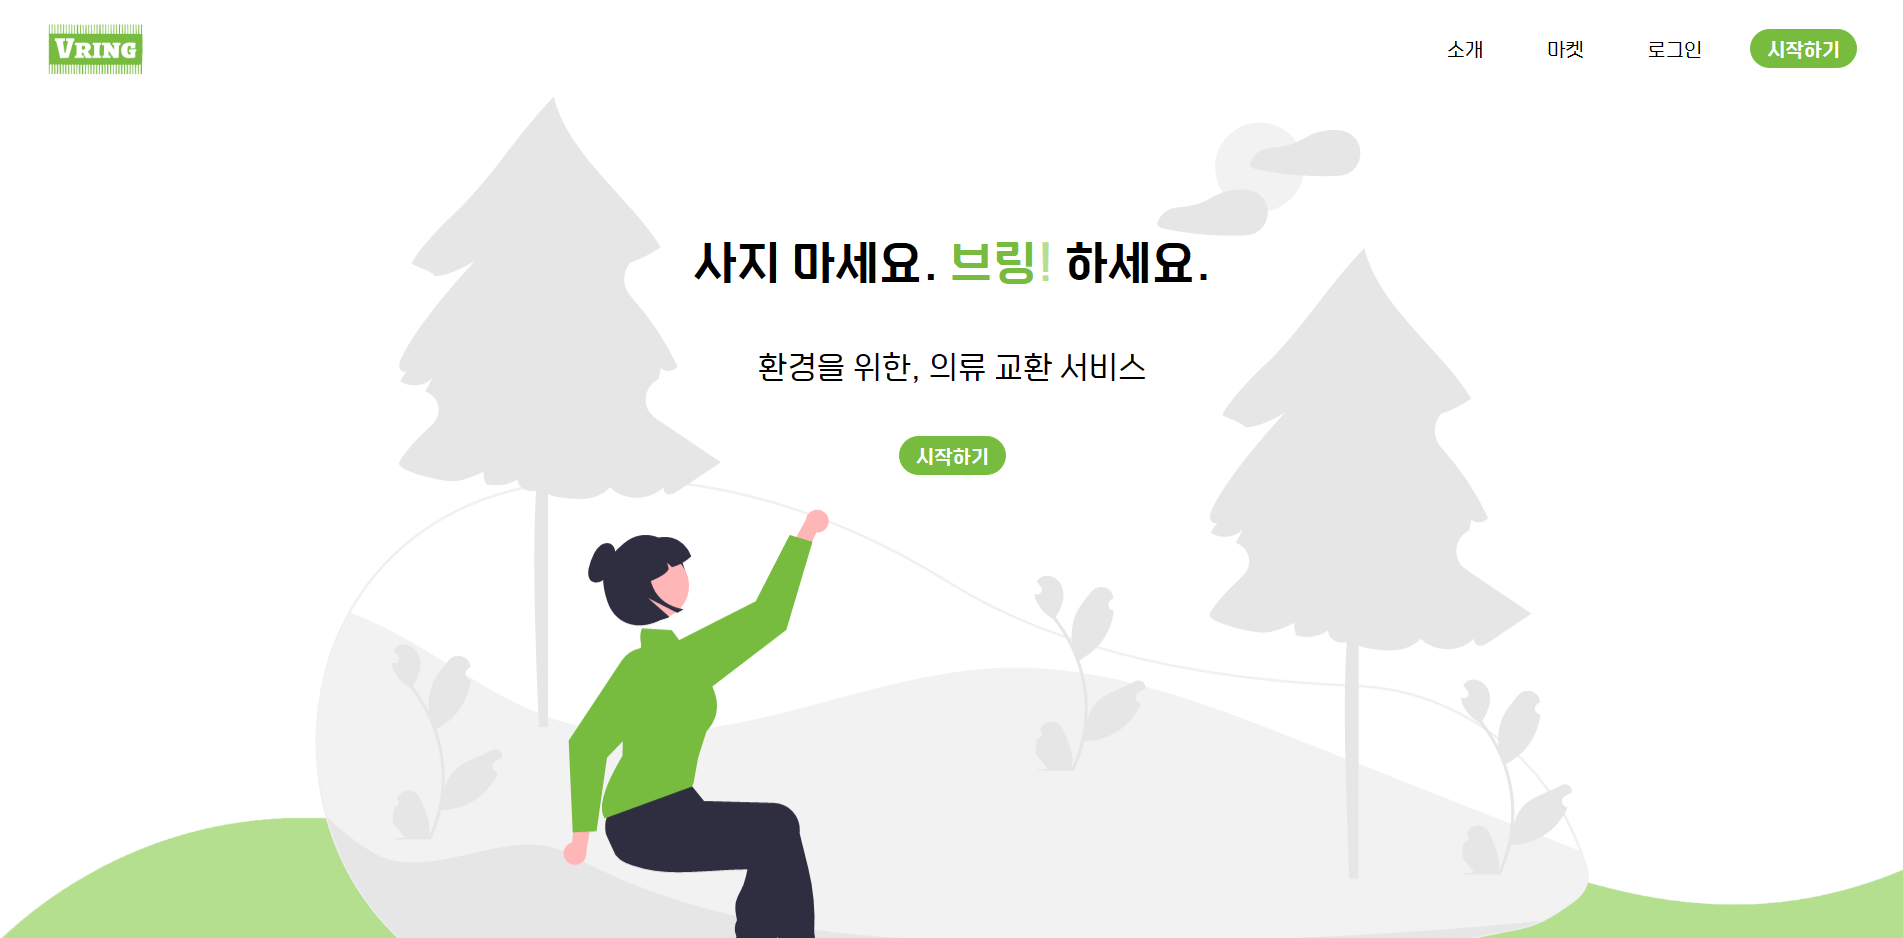 VRING
소개
마켓
로그인
시작하기
사지 마세요. 브링! 하세요.
환경을 위한, 의류 교환 서비스
시작하기